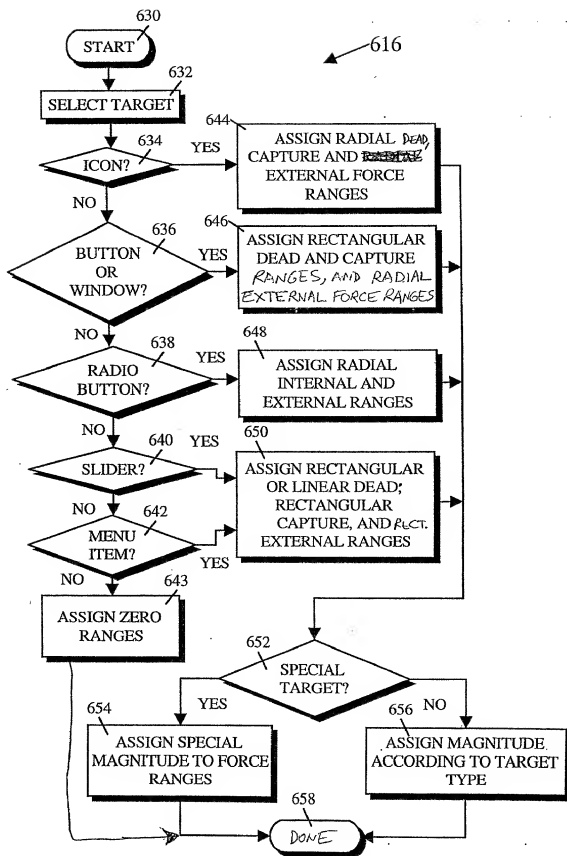 630
START
616
632
SELECT TARGET
634
ICON?
YES
NO
644
ASSIGN RADIAL DEAD,
CAPTURE AND
EXTERNAL FORCE
RANGES
636
BUTTON
OR
WINDOW?
YES
NO
646
ASSIGN RECTANGULAR
DEAD AND CAPTURE
RANGES, AND RADIAL
EXTERNAL FORCE RANGES
638
RADIO
BUTTON?
YES
NO
648
ASSIGN RADIAL
INTERNAL AND
EXTERNAL RANGES
640
SLIDER?
YES
NO
650
ASSIGN RECTANGULAR
OR LINEAR DEAD;
RECTANGULAR
CAPTURE, AND RECT.
EXTERNAL RANGES
642
MENU
ITEM?
YES
NO
643
ASSIGN ZERO
RANGES
652
SPECIAL
TARGET?
YES
NO
654
ASSIGN SPECIAL
MAGNITUDE TO FORCE
RANGES
656
ASSIGN MAGNITUDE
ACCORDING TO TARGET
TYPE
658
DONE